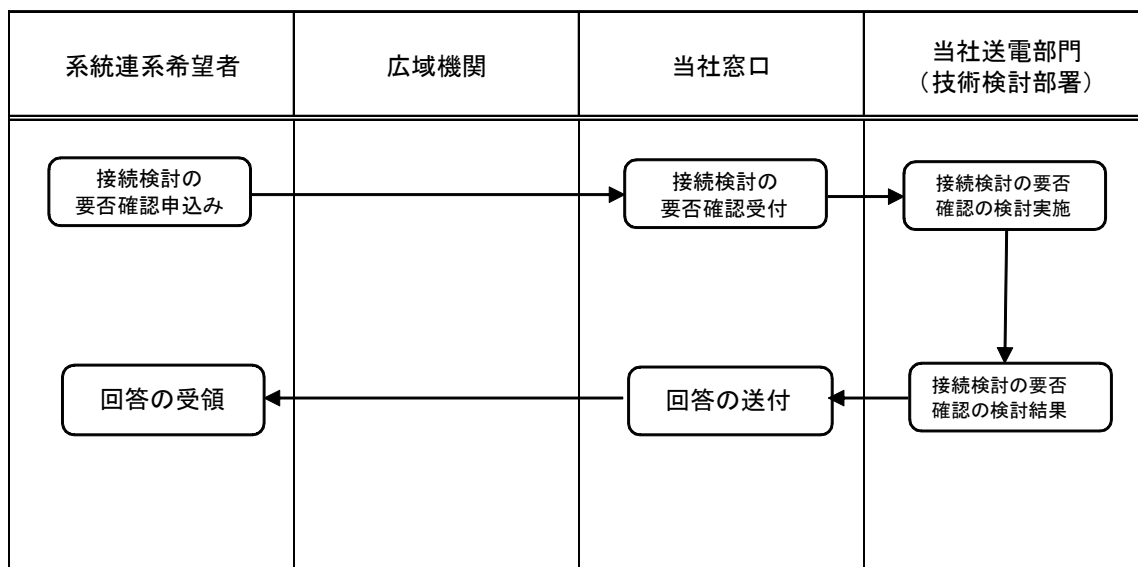 系統連系希望者
広域機関
当社窓口
当社送電部門
（技術検討部署）
接続検討の
要否確認申込み
接続検討の
要否確認受付
接続検討の要否
確認の検討実施
回答の受領
回答の送付
接続検討の要否
確認の検討結果